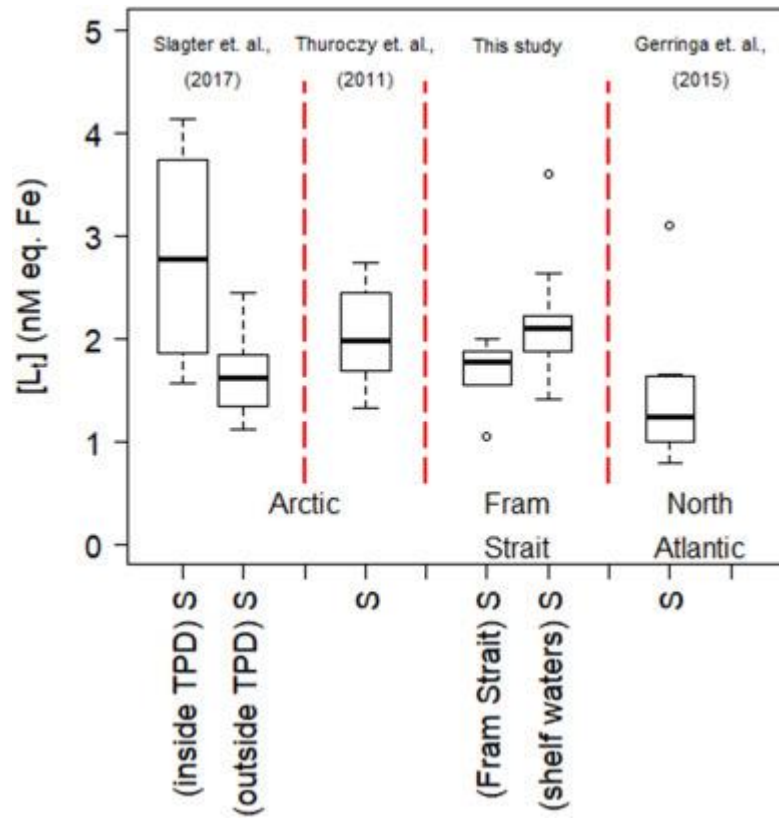 Slagter et. al.,
(2017)
Thuroczy et. al.,
(2011)
This study
Gerringa et. al.,
(2015)
[Lt] (nM eq. Fe)
5
4
3
2
1
0
Arctic
Fram
Strait
North
Atlantic
(inside TPD) S
(outside TPD) S
S
(Fram Strait) S
(shelf waters) S
S